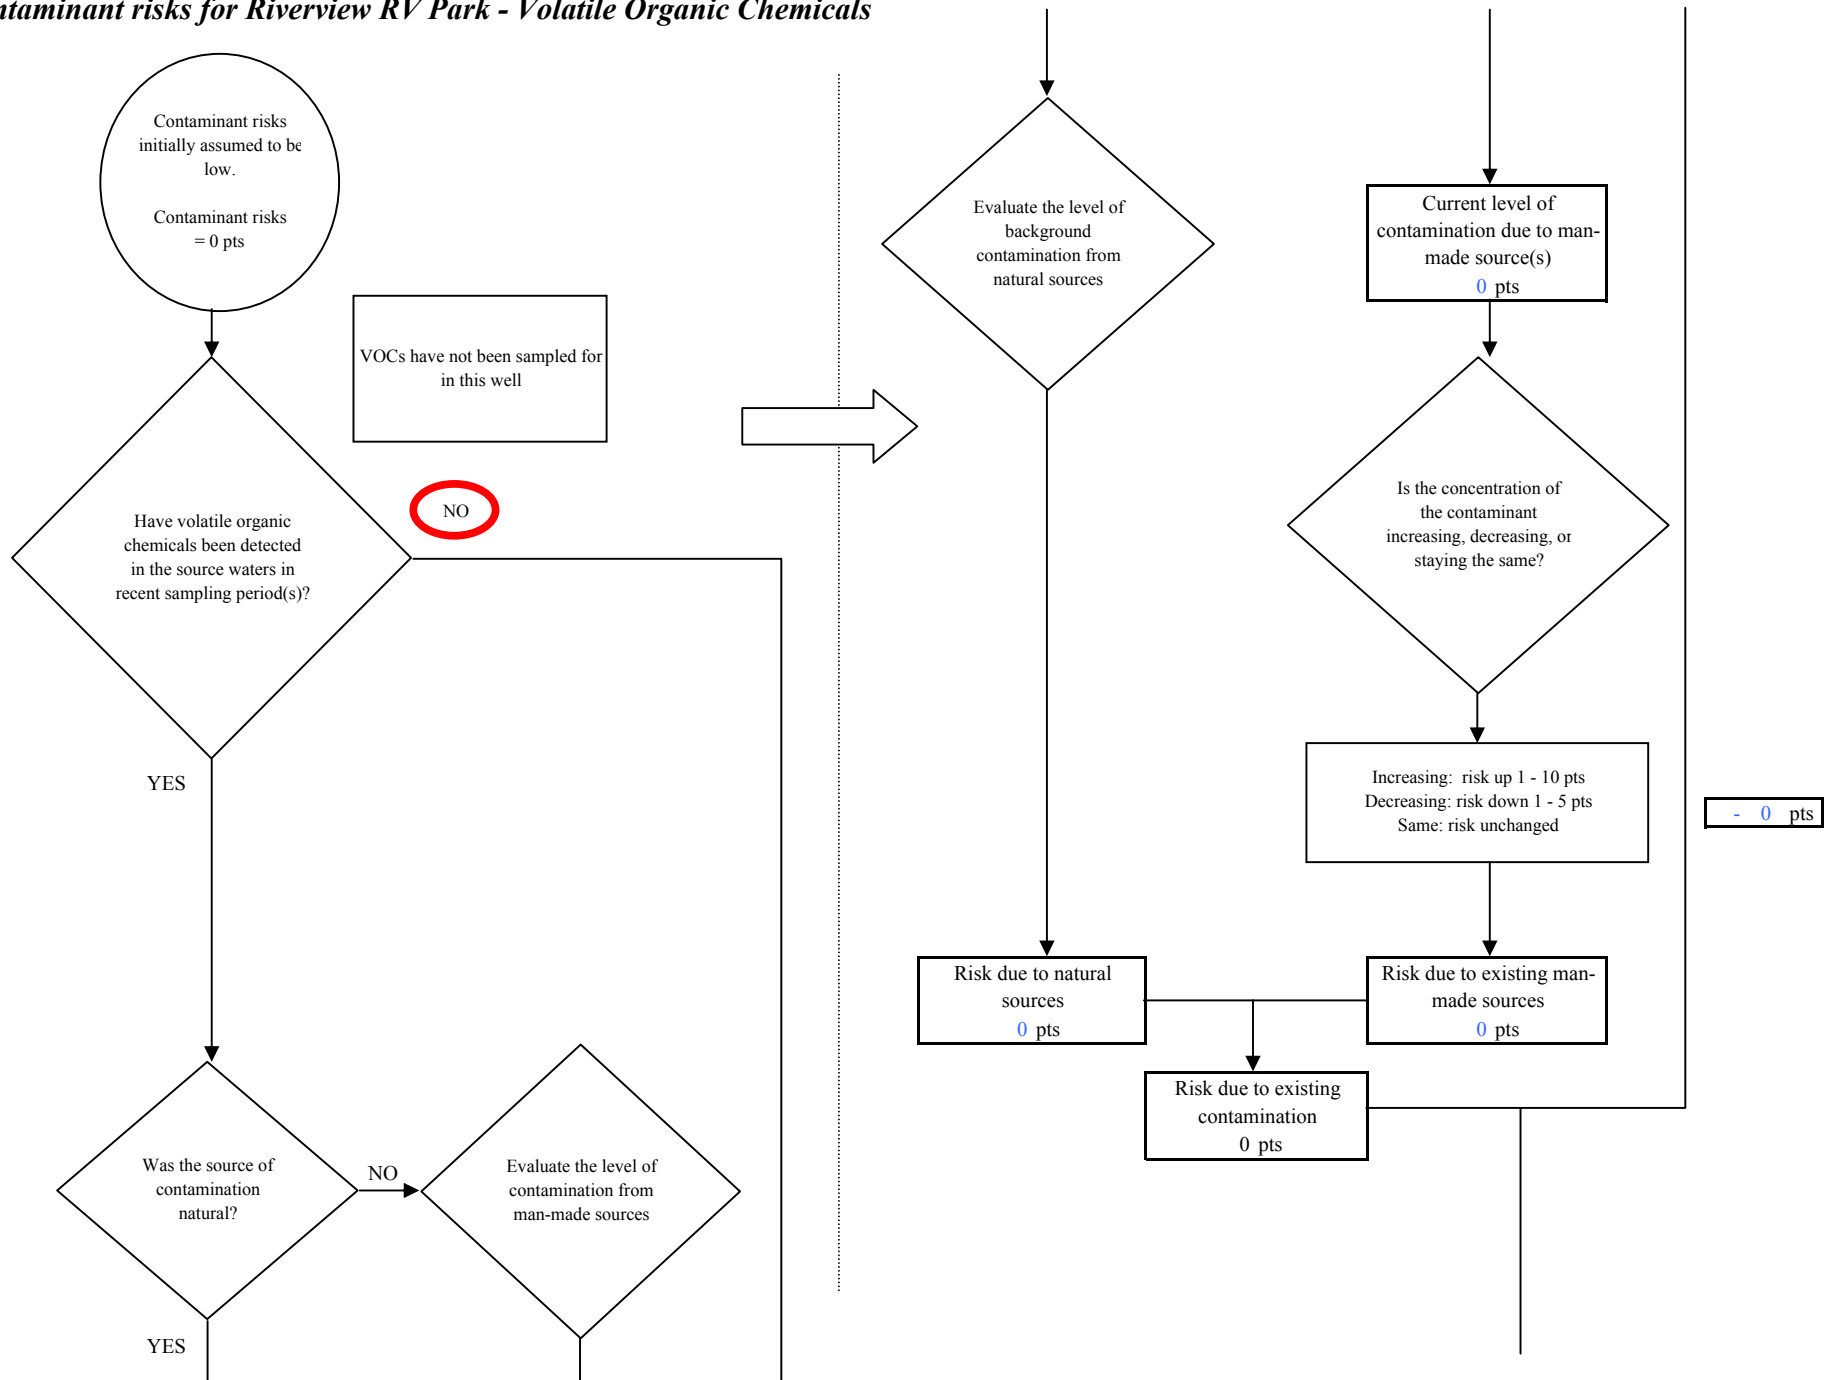 ntaminant risks for Riverview RV Park - Volatile Organic Chemicals
Contaminant risks
initially assumed to be
low.
Contaminant risks
= 0 pts
VOCs have not been sampled for
in this well
NO
Have volatile organic
chemicals been detected
in the source waters in
recent sampling period(s)?
YES
Was the source of
contamination
natural?
NO
Evaluate the level of
contamination from
man-made sources
YES
Evaluate the level of
background
contamination from
natural sources
Current level of
contamination due to man-
made source(s)
0 pts
Is the concentration of
the contaminant
increasing, decreasing, or
staying the same?
Increasing: risk up 1 - 10 pts
Decreasing: risk down 1 - 5 pts
Same: risk unchanged
- 0 pts
Risk due to natural
sources
0 pts
Risk due to existing man-
made sources
0 pts
Risk due to existing
contamination
0 pts